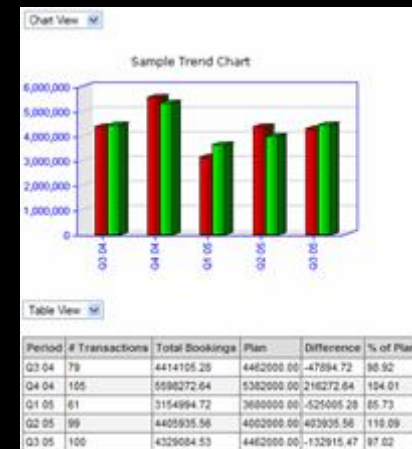 Chart View
Sample Trend Chart
6,000,000
5,000,000
4,000,000
3,000,000
2,000,000
1,000,000
0
Q3 04
Q4 04
Q1 05
Q2 05
Q3 05
Table View
Period # Transactions Total Bookings Plan Difference % of Plan
Q3 04 79 4414105.28 4462000.00 -47894.72 98.92
Q4 04 105 5598272.64 5382000.00 216272.64 104.01
Q1 05 61 3154994.72 3680000.00 -525005.28 85.73
Q2 05 99 4405935.56 4002000.00 403935.56 110.09
Q3 05 100 4329084.53 4462000.00 -132915.47 97.02